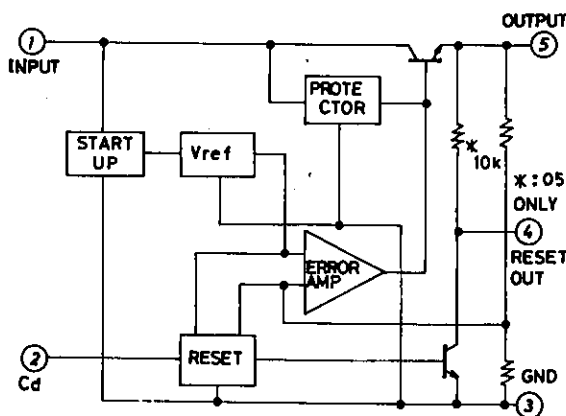 OUTPUT
1
5
INPUT
PROTE
CTOR
START
UP
Vref
*
10k
*:05
ONLY
4
RESET
OUT
ERROR
AMP
2
Cd
RESET
GND
3